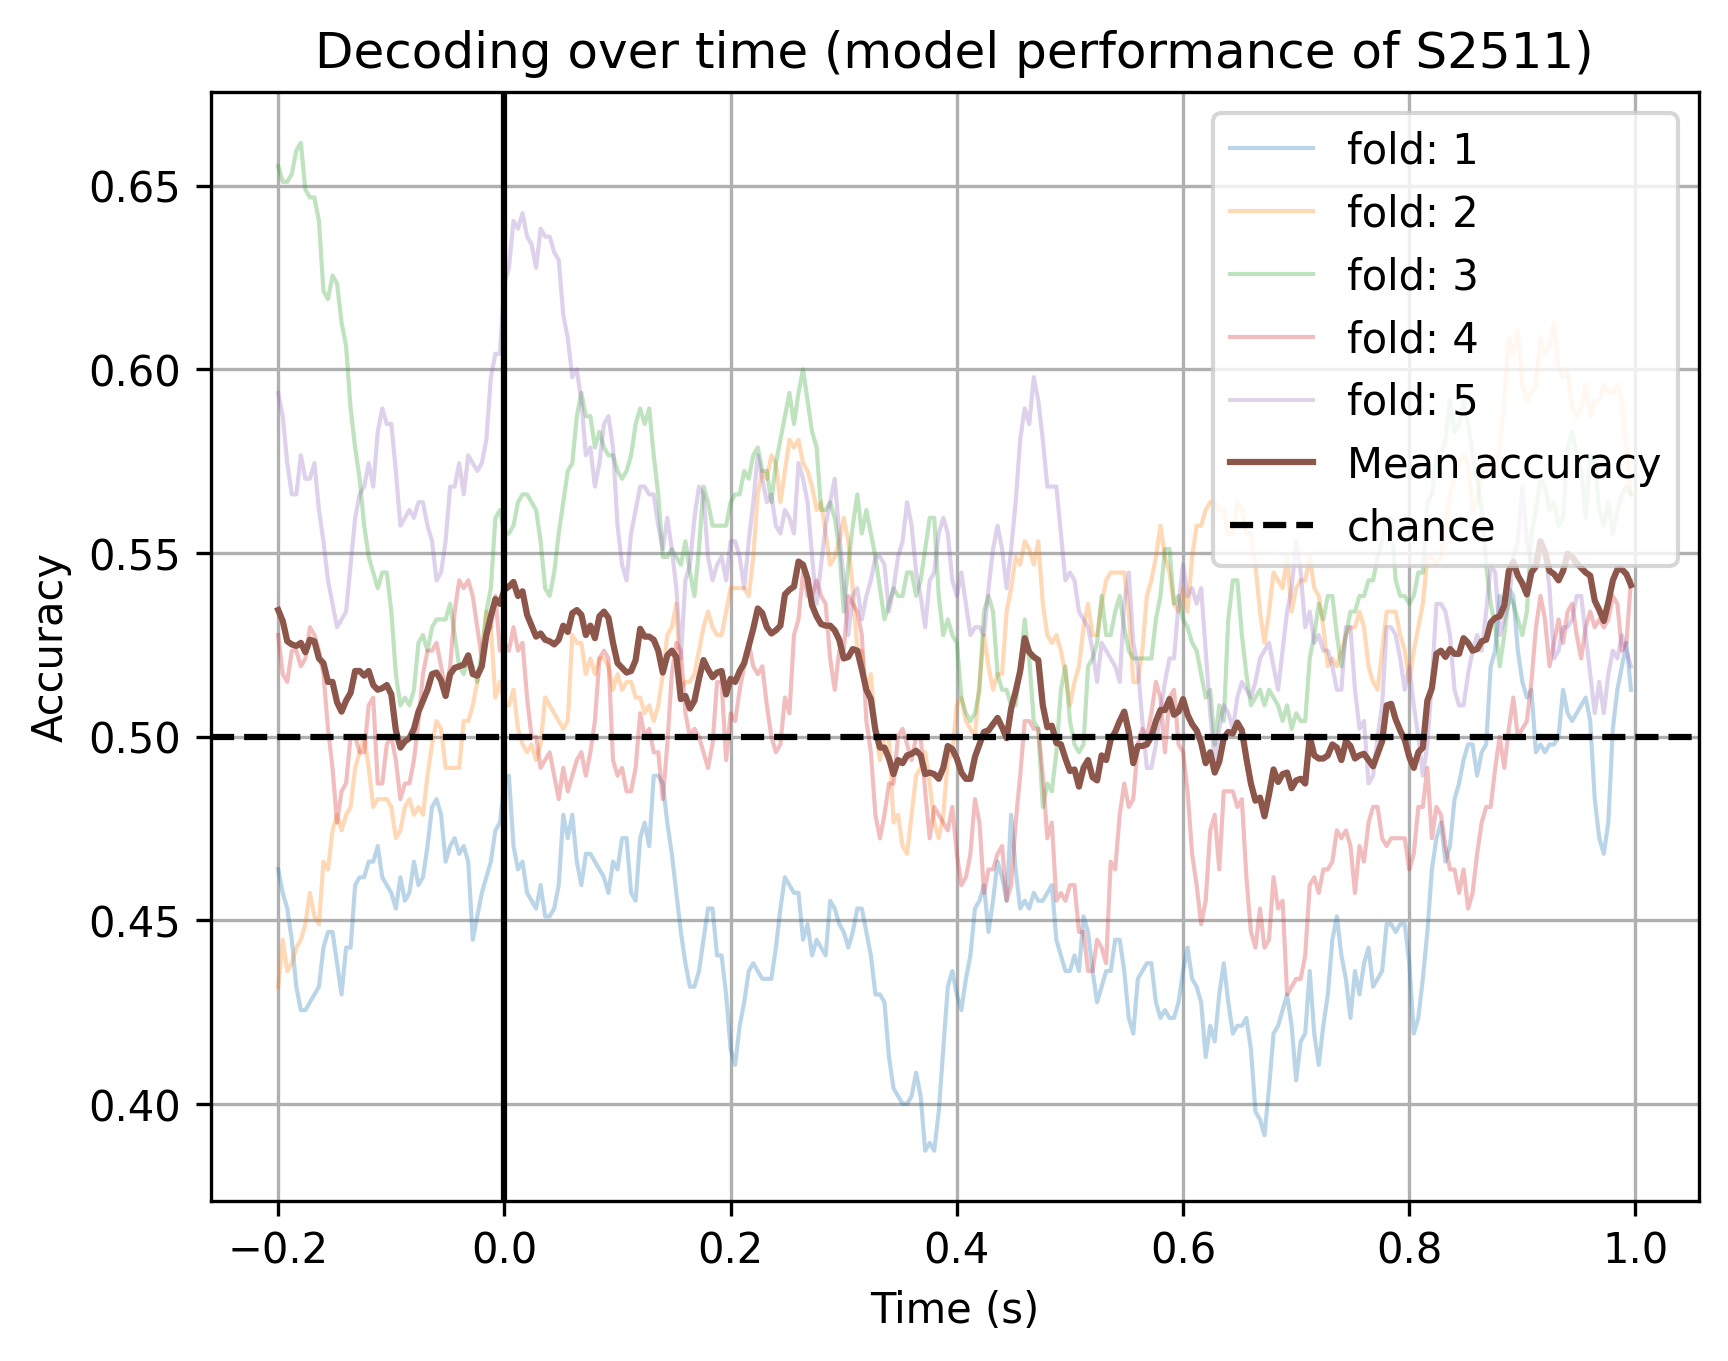 Decoding over time (model performance of S2511)
Accuracy
0.65
0.60
0.55
0.50
0.45
0.40
fold: 1
fold: 2
fold: 3
fold: 4
fold: 5
Mean accuracy
chance
−0.2 0.0 0.2 0.4 0.6 0.8 1.0
Time (s)